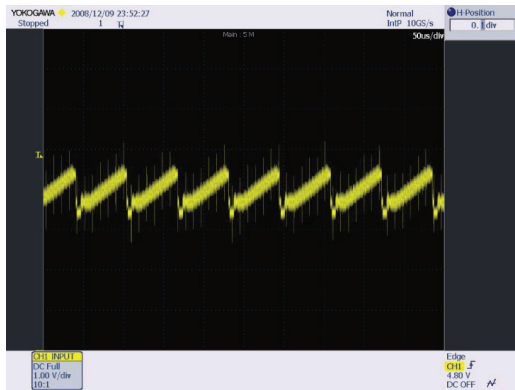 YOKOGAWA 2008/12/09 23:52:27
Stopped 1
Normal
IntP 10GS/s
H Position
0.1div
Main : 5 M
50us/div
T
CH1 INPUT
DC Full
1.00 V/div
10:1
Edge
CH1
4.80 V
DC OFF